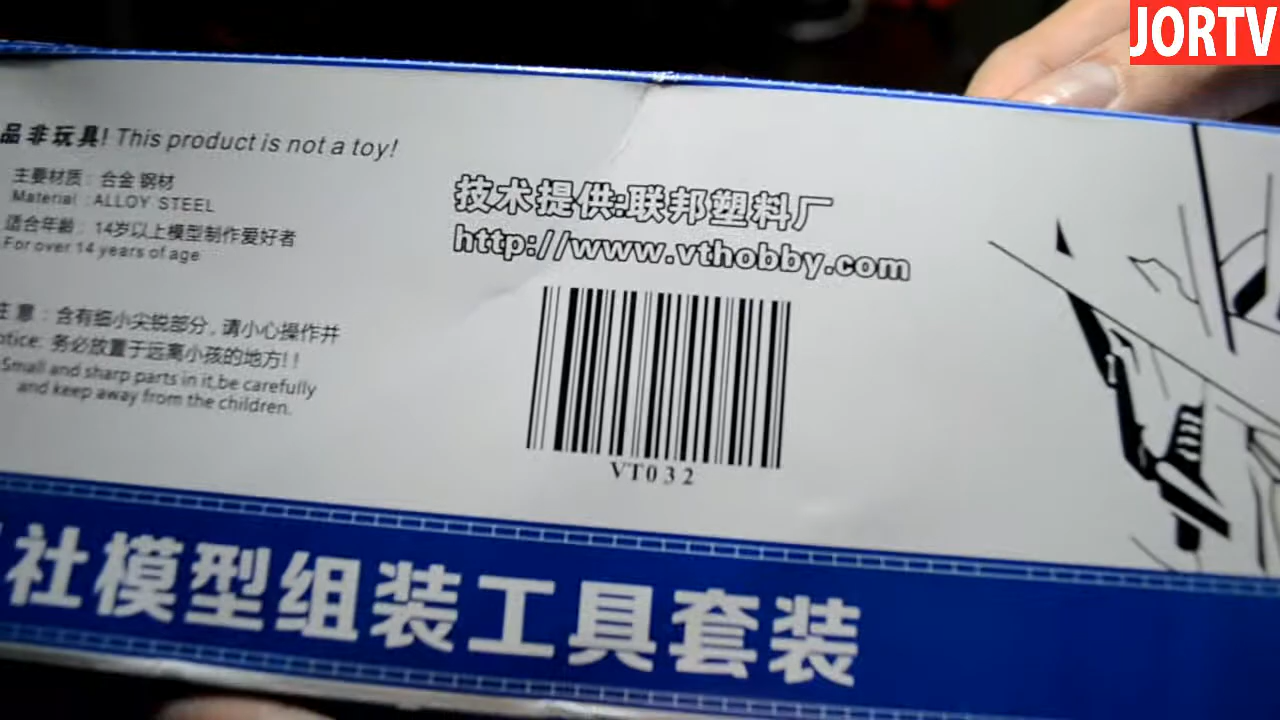 JORTV
品非玩具! This product is not a toy!
主要材质：合金 钢材
Material :ALLOY STEEL
适合年龄：14岁以上模型制作爱好者
For over 14 years of age
注 意：含有细小尖锐部分，请小心操作并
otice: 务必放置于远离小孩的地方!!
Small and sharp parts in it,be carefully
and keep away from the children.
技术提供:联邦塑料厂
http://www.vthobby.com
VT032
社模型组装工具套装